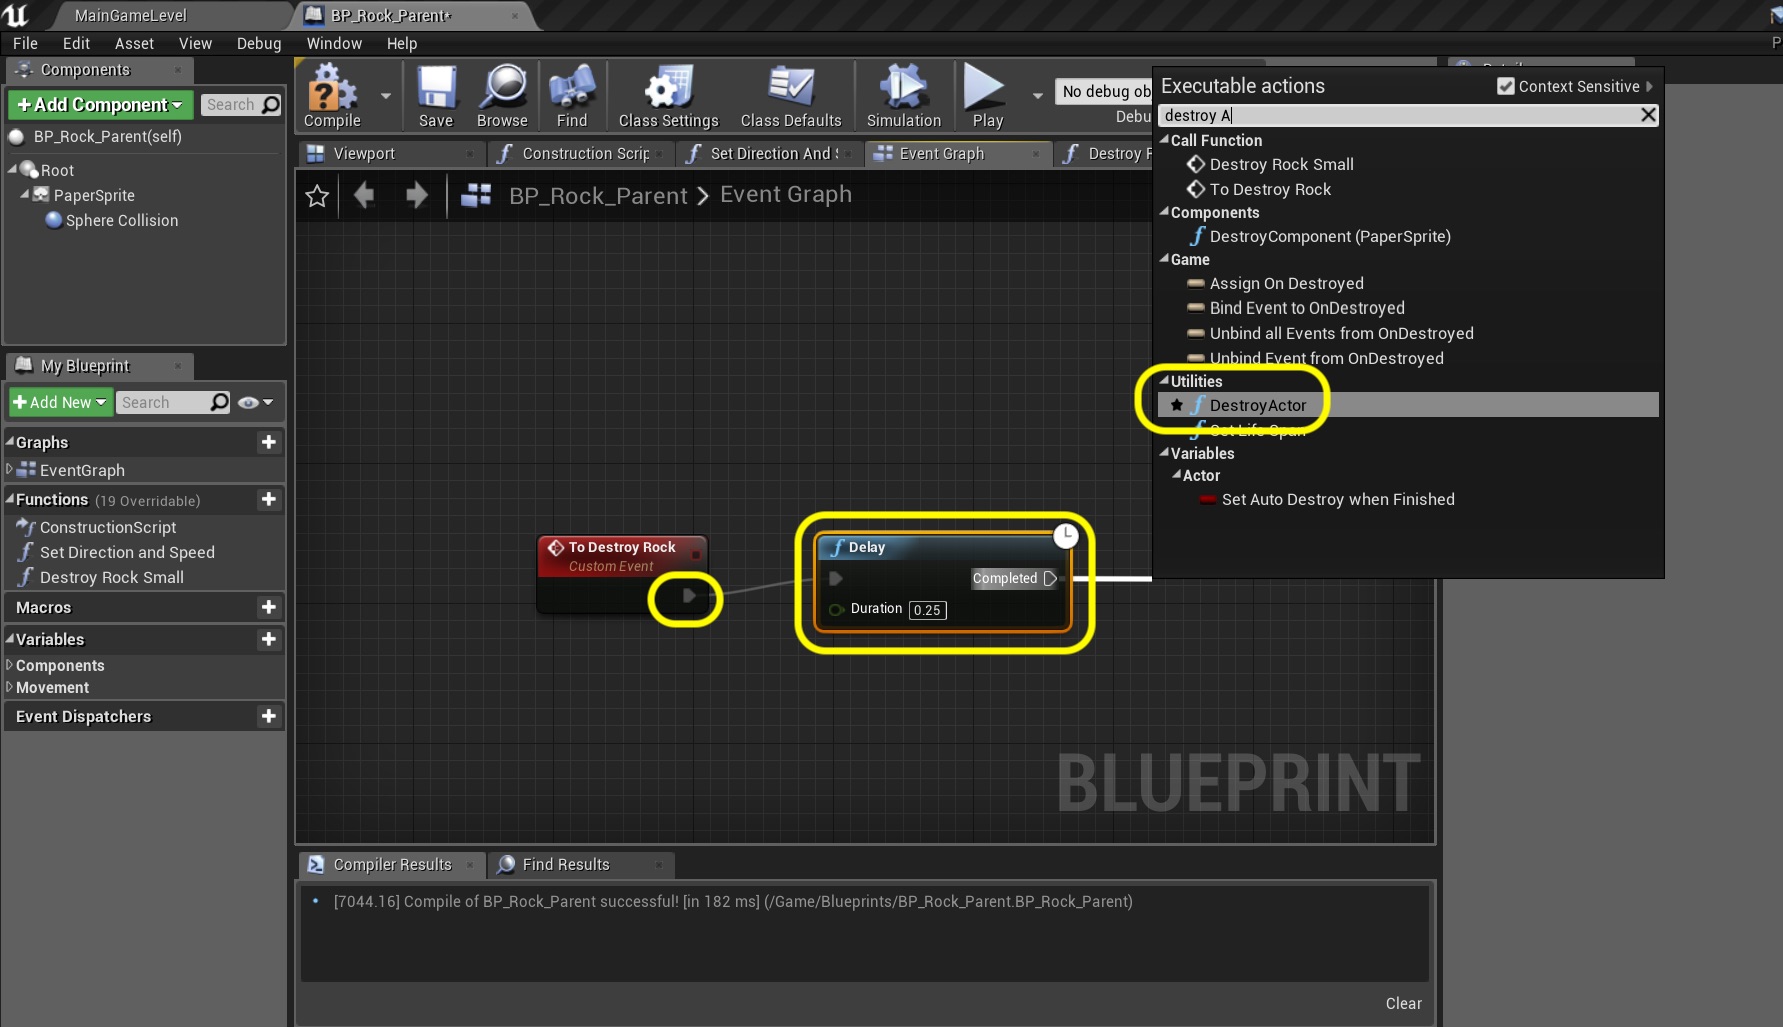 MainGameLevel
BP_Rock_Parent*
File Edit Asset View Debug Window Help
Components
+Add Component
Search
BP_Rock_Parent(self)
Root
PaperSprite
Sphere Collision
My Blueprint
+Add New
Search
Graphs
EventGraph
Functions (19 Overridable)
ConstructionScript
Set Direction and Speed
Destroy Rock Small
Macros
Variables
Components
Movement
Event Dispatchers
Compile
Save
Browse
Find
Class Settings
Class Defaults
Simulation
Play
No debug ob
Debu
Viewport
Construction Scrip
Set Direction And
Event Graph
Destroy
BP_Rock_Parent > Event Graph
To Destroy Rock
Custom Event
Delay
Completed
Duration 0.25
BLUEPRINT
Executable actions
Context Sensitive
destroy A
Call Function
Destroy Rock Small
To Destroy Rock
Components
DestroyComponent (PaperSprite)
Game
Assign On Destroyed
Bind Event to OnDestroyed
Unbind all Events from OnDestroyed
Unbind Event from OnDestroyed
Utilities
DestroyActor
Set Life Span
Variables
Actor
Set Auto Destroy when Finished
Compiler Results
Find Results
[7044.16] Compile of BP_Rock_Parent successful! [in 182 ms] (/Game/Blueprints/BP_Rock_Parent.BP_Rock_Parent)
Clear